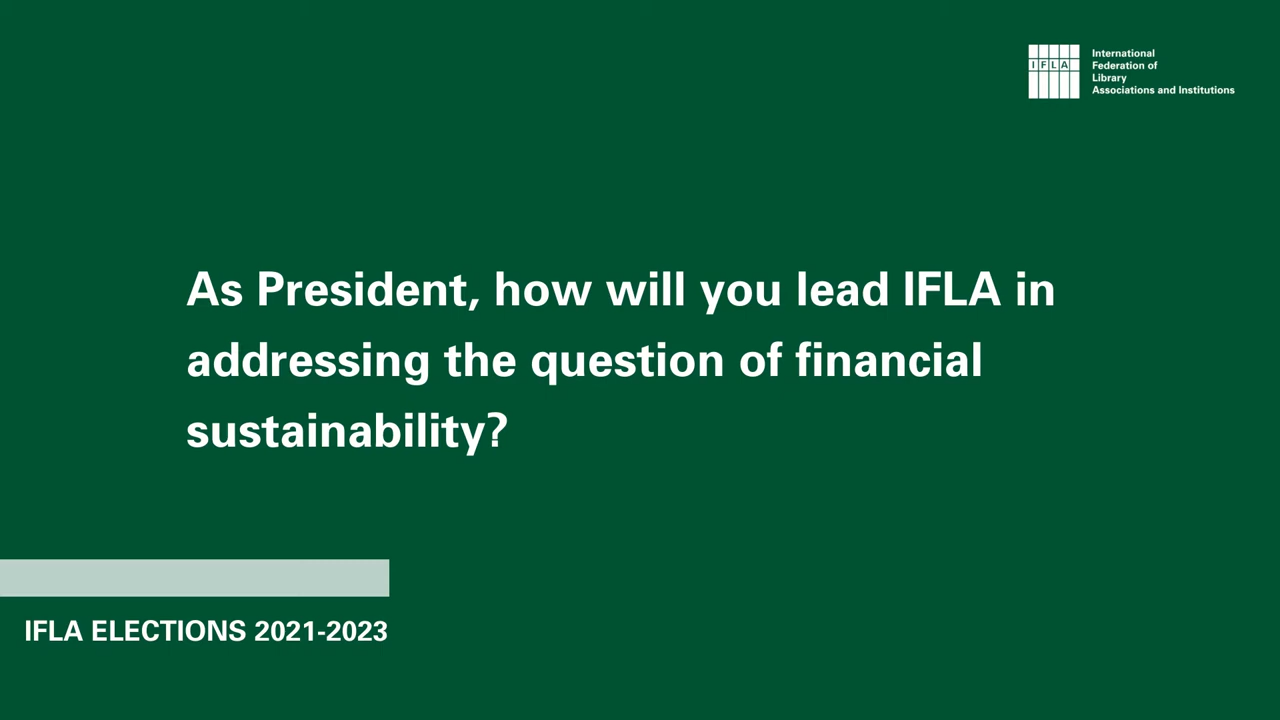 International
Federation of
Library
Associations and Institutions
IFLA
As President, how will you lead IFLA in
addressing the question of financial
sustainability?
IFLA ELECTIONS 2021-2023